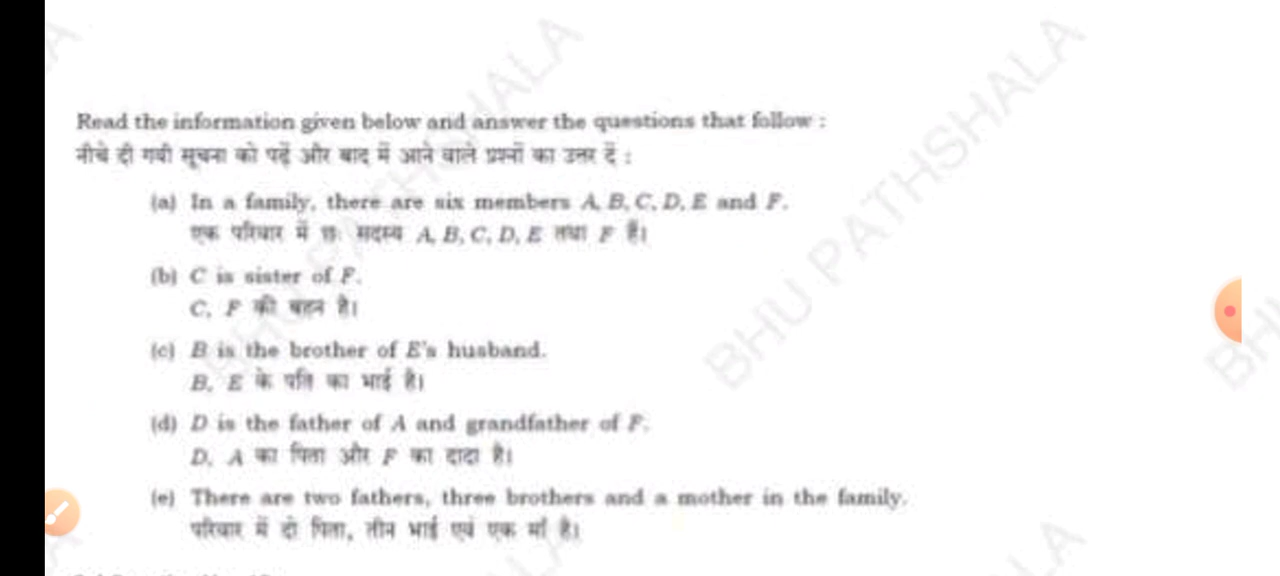 Read the information given below and answer the questions that follow :
नीचे दी गयी सूचना को पढ़ें और बाद में आने वाले प्रश्नों का उत्तर दें :
(a) In a family, there are six members A, B, C, D, E and F.
एक परिवार में छः सदस्य A, B, C, D, E तथा F हैं।
(b) C is sister of F.
C, F की बहन है।
(c) B is the brother of E's husband.
B, E के पति का भाई है।
(d) D is the father of A and grandfather of F.
D, A का पिता और F का दादा है।
(e) There are two fathers, three brothers and a mother in the family.
परिवार में दो पिता, तीन भाई एवं एक माँ है।
BHU PATHSHALA